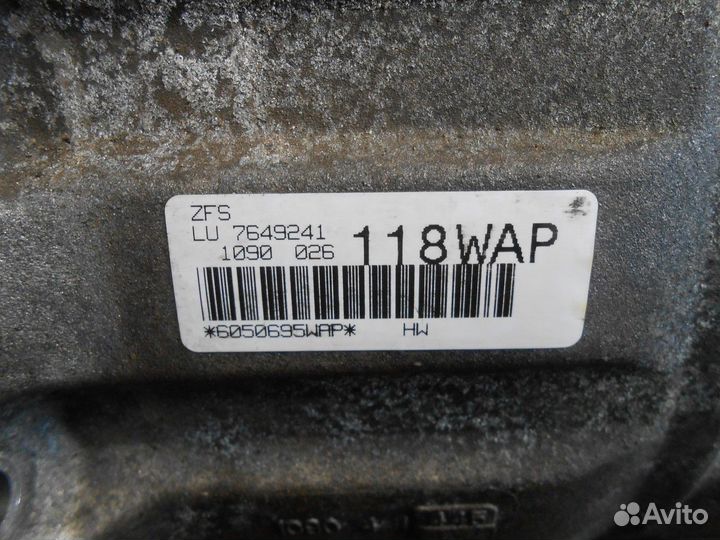 ZFS
LU 7649241
1090 026
118WAP
*6050695WAP* HW
Avito